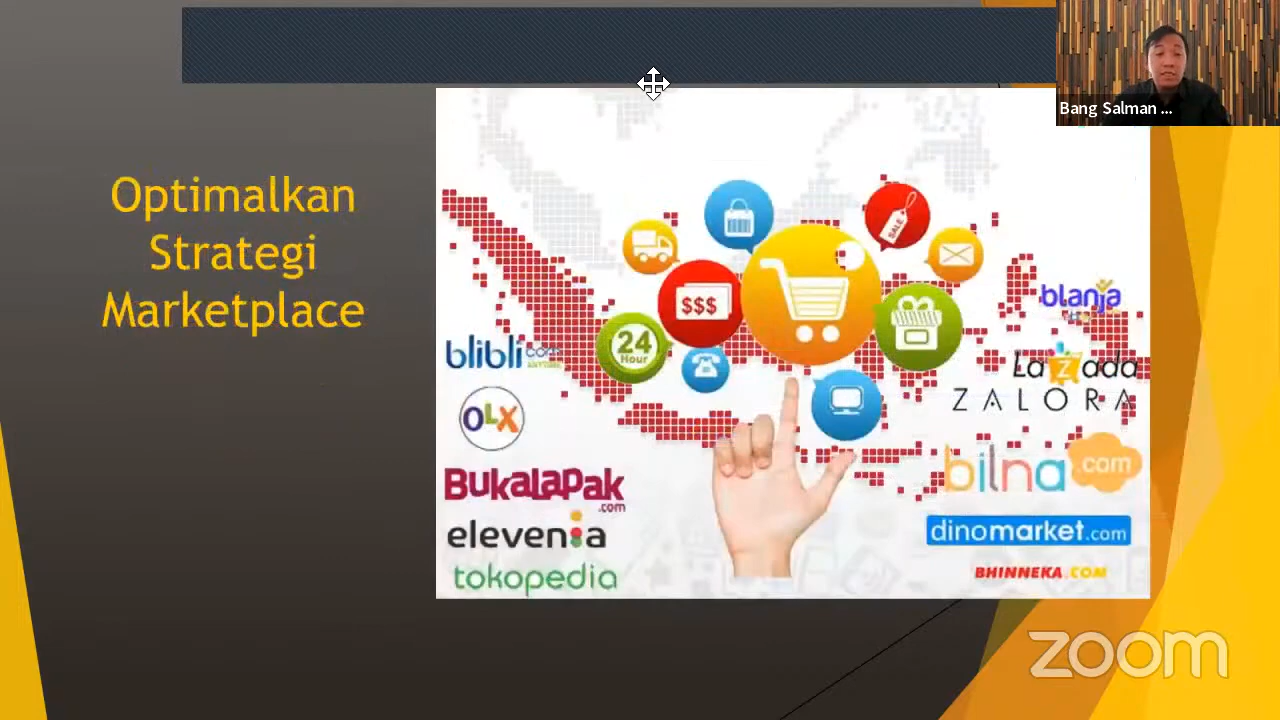 Bang Salman ...
Optimalkan
Strategi
Marketplace
SALE
$$$
24
Hour
blibli.com
OLX
BukaLaPak
.com
elevenia
tokopedia
blanja
Lazada
ZALORA
bilna.com
dinomarket.com
BHINNEKA.COM
zoom